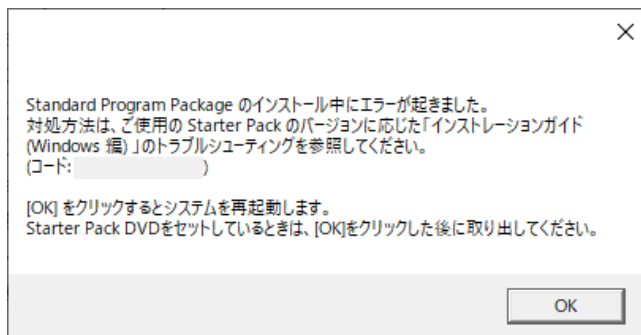 Standard Program Package のインストール中にエラーが起きました。
対処方法は、ご使用の Starter Pack のバージョンに応じた「インストレーションガイド
(Windows 編) 」のトラブルシューティングを参照してください。
(コード: )
[OK] をクリックするとシステムを再起動します。
Starter Pack DVDをセットしているときは、[OK]をクリックした後に取り出してください。
OK